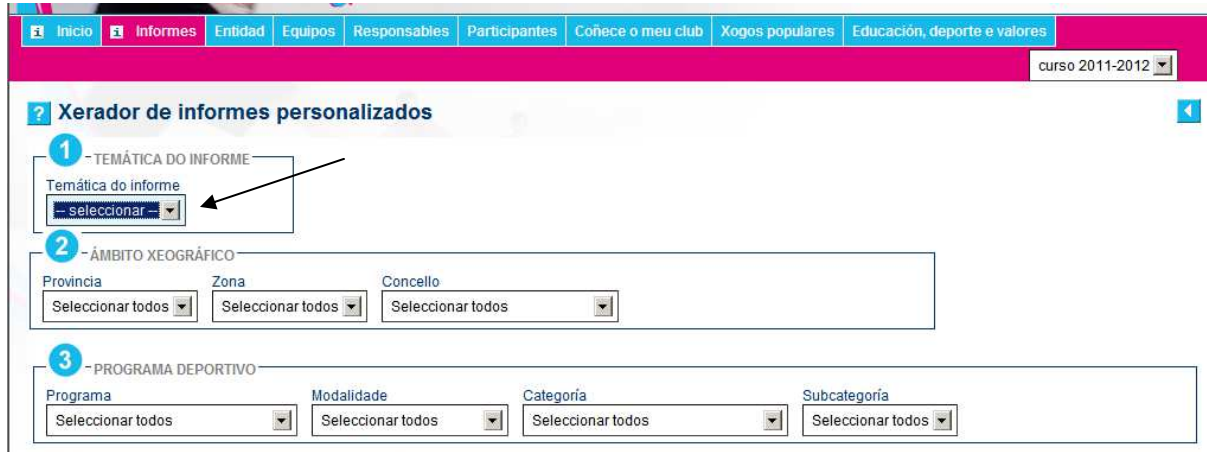 Inicio Informes Entidad Equipos Responsables Participantes Coñece o meu club Xogos populares Educación, deporte e valores
curso 2011-2012
? Xerador de informes personalizados
1 - TEMÁTICA DO INFORME
Temática do informe
-- seleccionar --
2 - ÁMBITO XEOGRÁFICO
Provincia Zona Concello
Seleccionar todos Seleccionar todos Seleccionar todos
3 - PROGRAMA DEPORTIVO
Programa Modalidade Categoría Subcategoría
Seleccionar todos Seleccionar todos Seleccionar todos Seleccionar todos